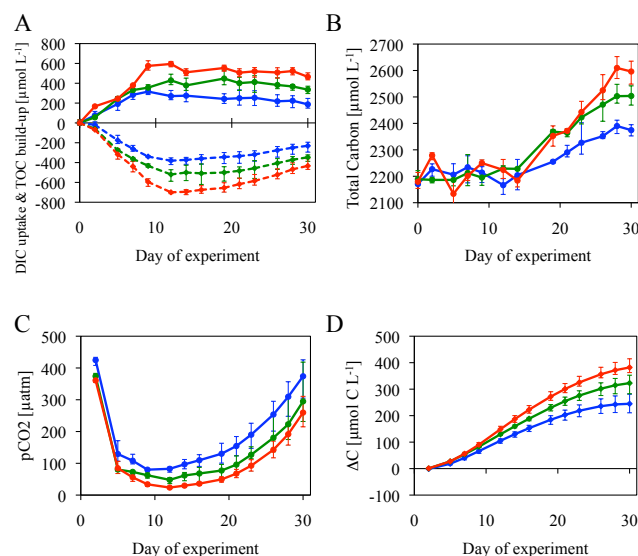 A
DIC uptake & TOC build-up [µmol L⁻¹]
800
600
400
200
0
-200
-400
-600
-800
0 10 20 30
Day of experiment
B
Total Carbon [µmol L⁻¹]
2700
2600
2500
2400
2300
2200
2100
0 10 20 30
Day of experiment
C
pCO2 [µatm]
500
400
300
200
100
0
0 10 20 30
Day of experiment
D
ΔC [µmol C L⁻¹]
500
400
300
200
100
0
-100
0 10 20 30
Day of experiment